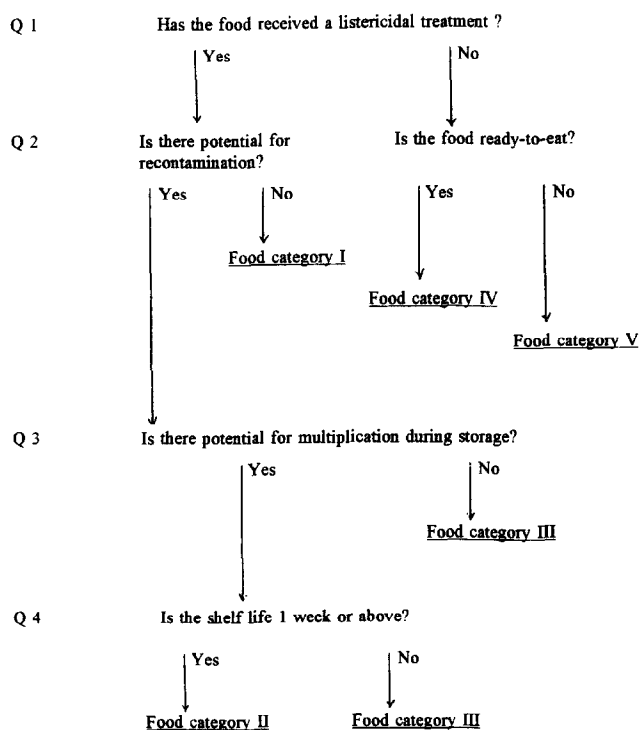 Q 1 Has the food received a listericidal treatment ?
Yes No
Q 2 Is there potential for recontamination? Is the food ready-to-eat?
Yes No Yes No
Food category I
Food category IV
Food category V
Q 3 Is there potential for multiplication during storage?
Yes No
Food category III
Q 4 Is the shelf life 1 week or above?
Yes No
Food category II Food category III